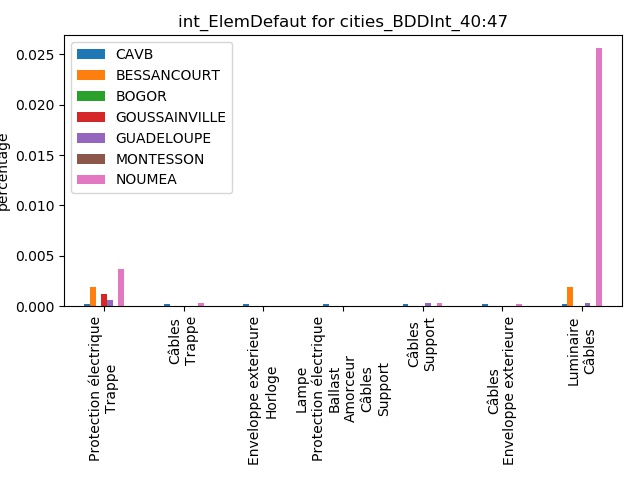 int_ElemDefaut for cities_BDDInt_40:47
percentage
0.025
0.020
0.015
0.010
0.005
0.000
CAVB
BESSANCOURT
BOGOR
GOUSSAINVILLE
GUADELOUPE
MONTESSON
NOUMEA
Protection électrique
Trappe
Câbles
Trappe
Enveloppe exterieure
Horloge
Lampe
Protection électrique
Ballast
Amorceur
Câbles
Support
Câbles
Support
Câbles
Enveloppe exterieure
Luminaire
Câbles